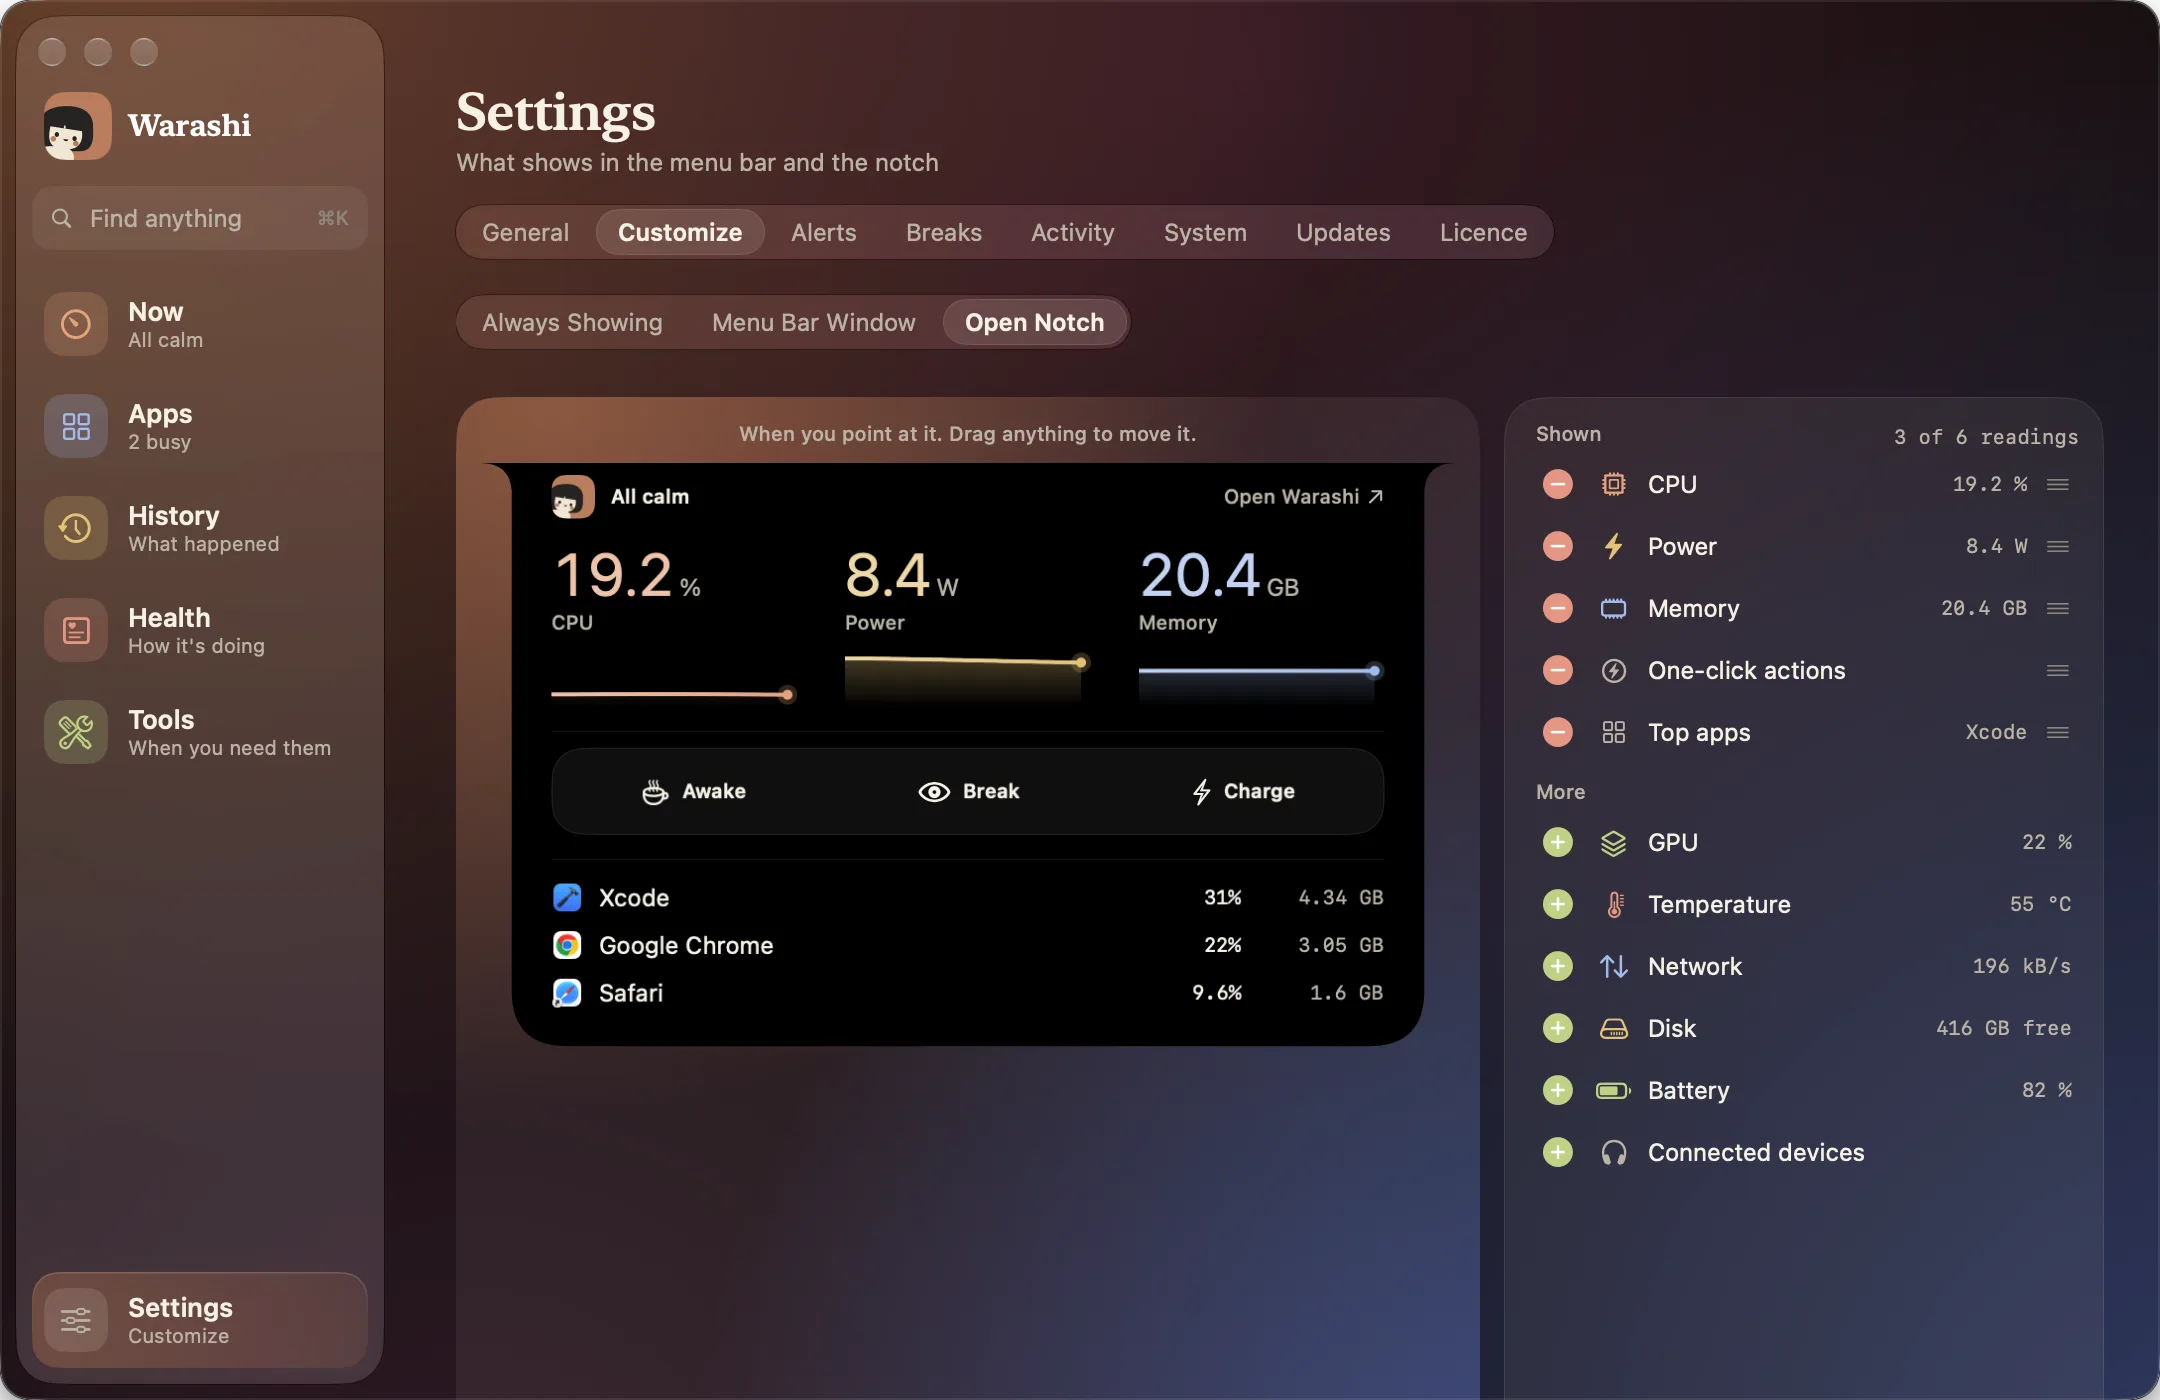 Warashi
Find anything ⌘K
Now
All calm
Apps
2 busy
History
What happened
Health
How it's doing
Tools
When you need them
Settings
Customize
Settings
What shows in the menu bar and the notch
General Customize Alerts Breaks Activity System Updates Licence
Always Showing Menu Bar Window Open Notch
When you point at it. Drag anything to move it.
All calm Open Warashi ↗
19.2 % 8.4 W 20.4 GB
CPU Power Memory
Awake Break Charge
Xcode 31% 4.34 GB
Google Chrome 22% 3.05 GB
Safari 9.6% 1.6 GB
Shown 3 of 6 readings
CPU 19.2 %
Power 8.4 W
Memory 20.4 GB
One-click actions
Top apps Xcode
More
GPU 22 %
Temperature 55 °C
Network 196 kB/s
Disk 416 GB free
Battery 82 %
Connected devices